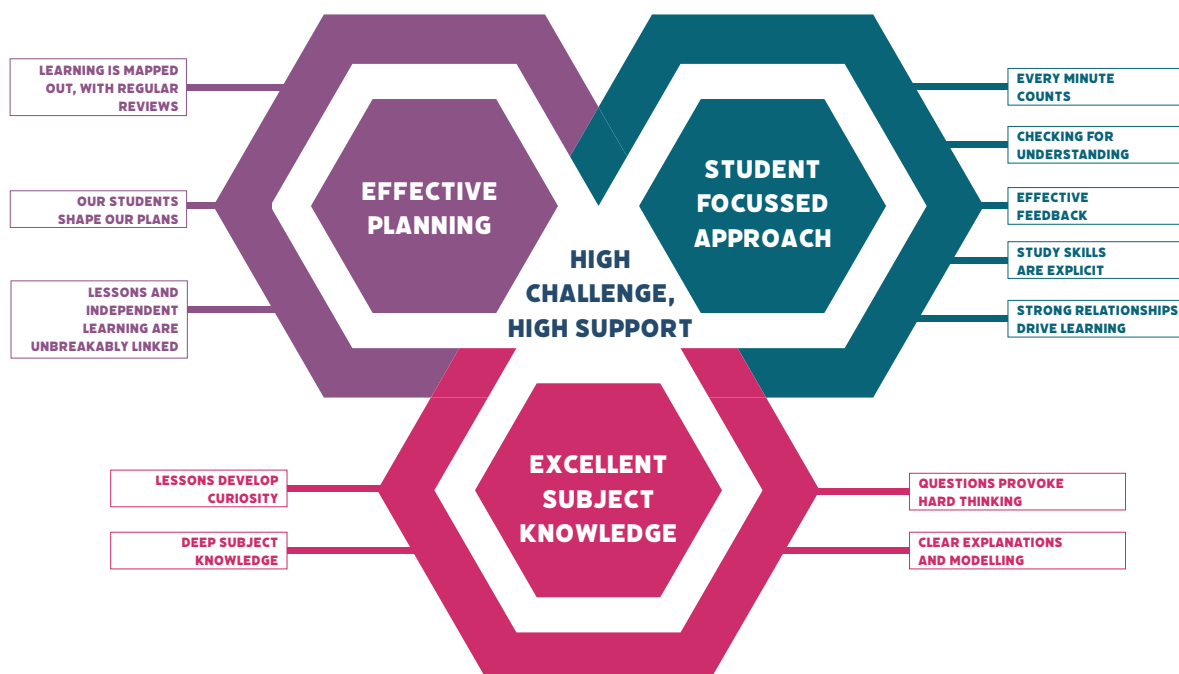 LEARNING IS MAPPED
OUT, WITH REGULAR
REVIEWS
OUR STUDENTS
SHAPE OUR PLANS
LESSONS AND
INDEPENDENT
LEARNING ARE
UNBREAKABLY LINKED
EFFECTIVE
PLANNING
STUDENT
FOCUSSED
APPROACH
EVERY MINUTE
COUNTS
CHECKING FOR
UNDERSTANDING
EFFECTIVE
FEEDBACK
STUDY SKILLS
ARE EXPLICIT
STRONG RELATIONSHIPS
DRIVE LEARNING
HIGH
CHALLENGE,
HIGH SUPPORT
LESSONS DEVELOP
CURIOSITY
DEEP SUBJECT
KNOWLEDGE
EXCELLENT
SUBJECT
KNOWLEDGE
QUESTIONS PROVOKE
HARD THINKING
CLEAR EXPLANATIONS
AND MODELLING